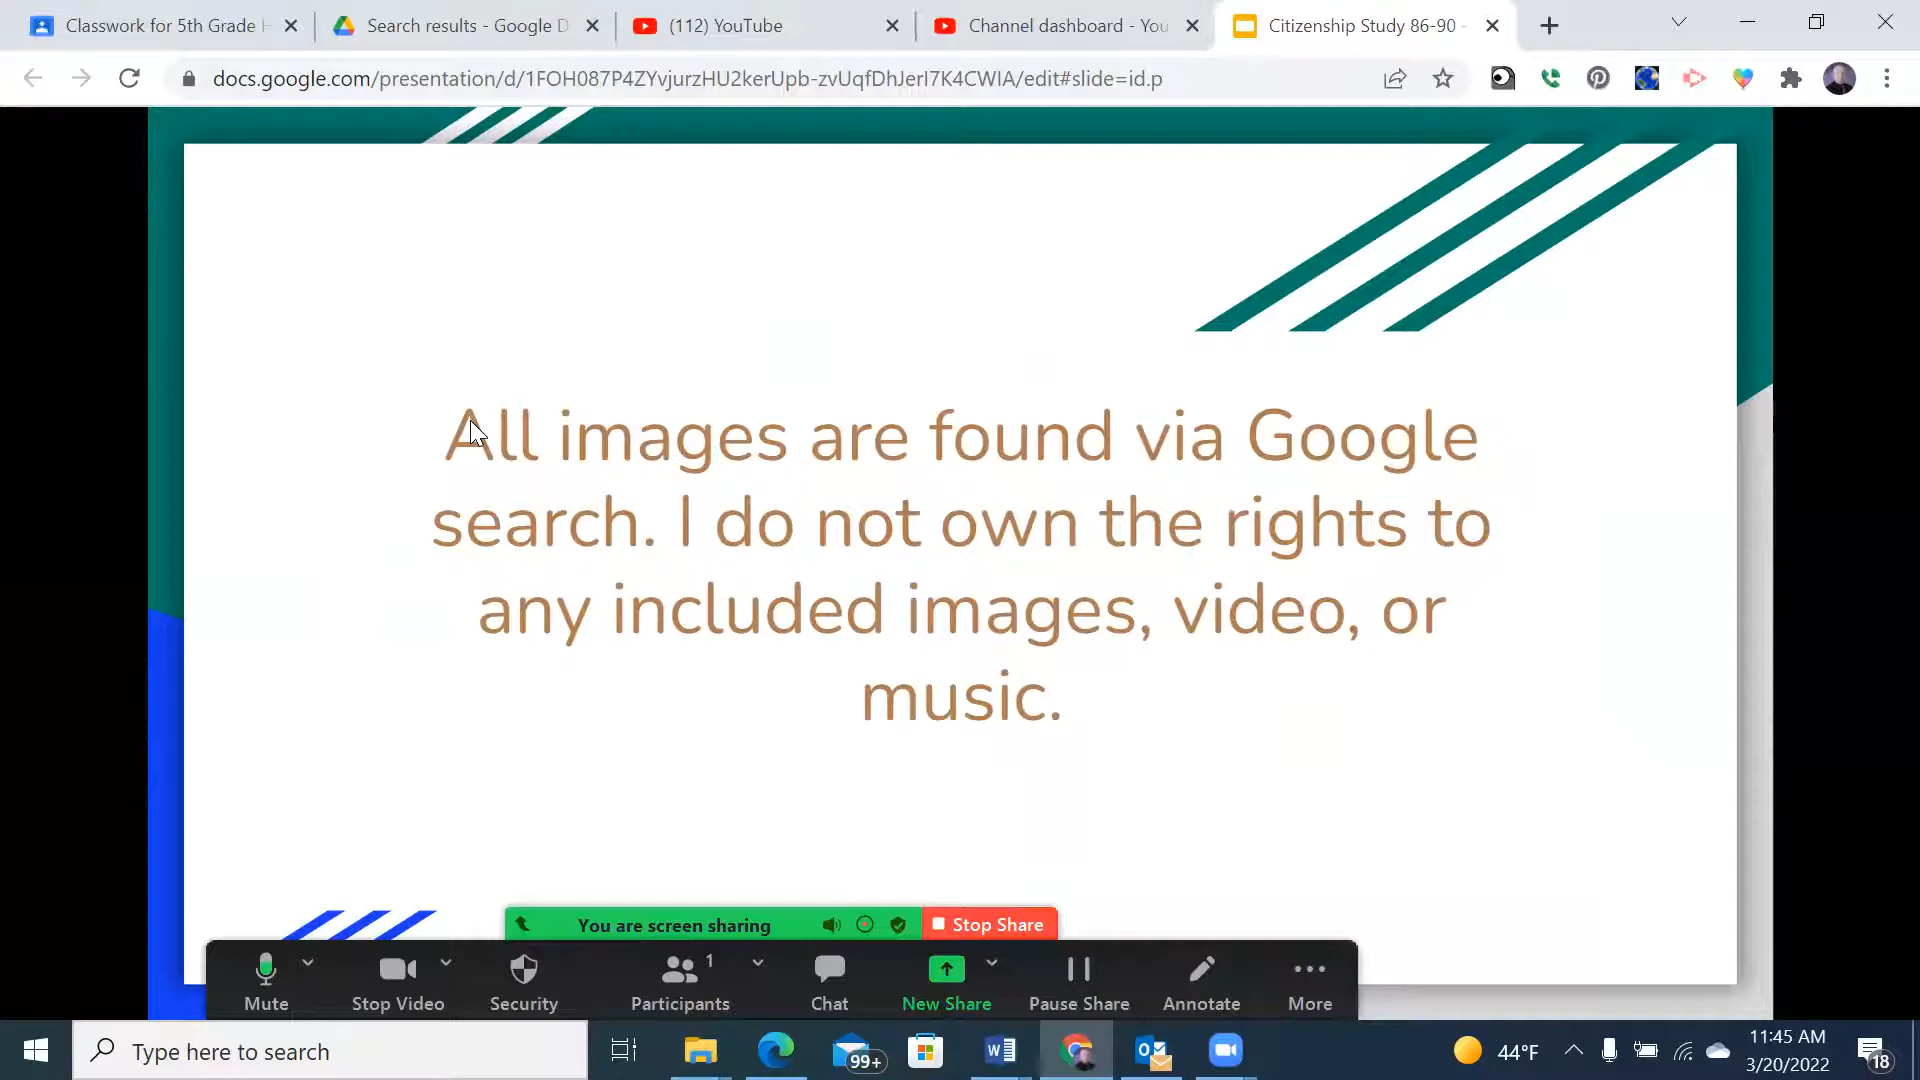 Classwork for 5th Grade H
Search results - Google D
(112) YouTube
Channel dashboard - You
Citizenship Study 86-90 -
docs.google.com/presentation/d/1FOH087P4ZYvjurzHU2kerUpb-zvUqfDhJerI7K4CWIA/edit#slide=id.p
All images are found via Google
search. I do not own the rights to
any included images, video, or
music.
You are screen sharing
Stop Share
Mute
Stop Video
Security
Participants
1
Chat
New Share
Pause Share
Annotate
More
Type here to search
99+
44°F
11:45 AM
3/20/2022
18